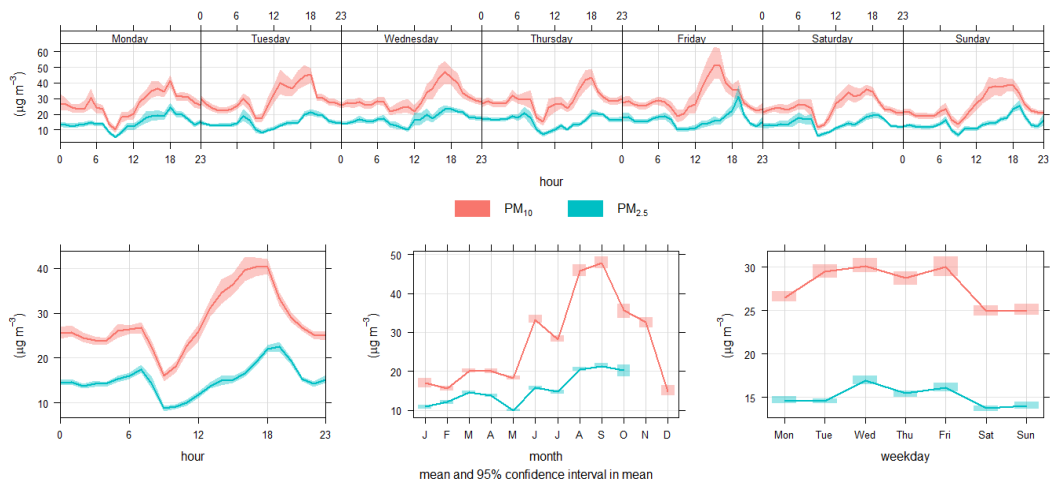 0 6 12 18 23 0 6 12 18 23 0 6 12 18 23
Monday Tuesday Wednesday Thursday Friday Saturday Sunday
(µg m⁻³)
60
50
40
30
20
10
0 6 12 18 23 0 6 12 18 23 0 6 12 18 23 0 6 12 18 23
hour
PM₁₀ PM₂.₅
(µg m⁻³)
40
30
20
10
0 6 12 18 23
hour
(µg m⁻³)
50
40
30
20
10
J F M A M J J A S O N D
month
(µg m⁻³)
30
25
20
15
Mon Tue Wed Thu Fri Sat Sun
weekday
mean and 95% confidence interval in mean